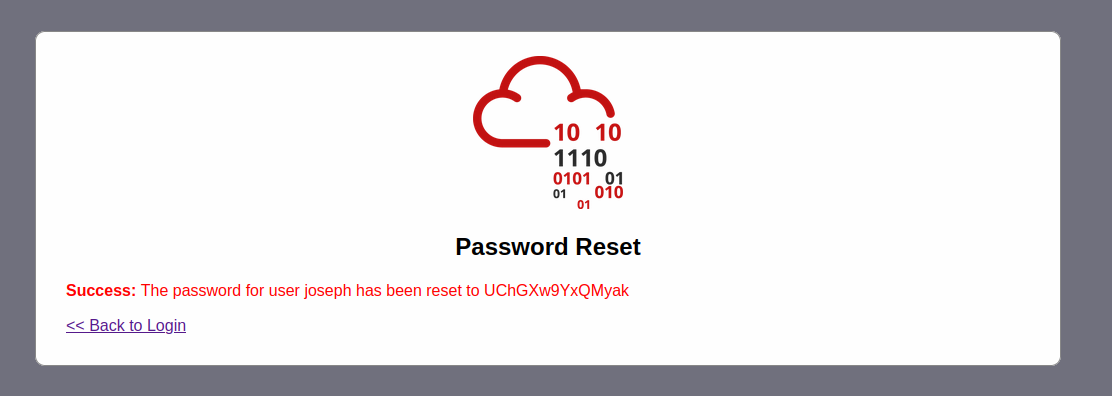 10 10
1110
0101 01
01 010
01
Password Reset
Success: The password for user joseph has been reset to UChGXw9YxQMyak
<< Back to Login